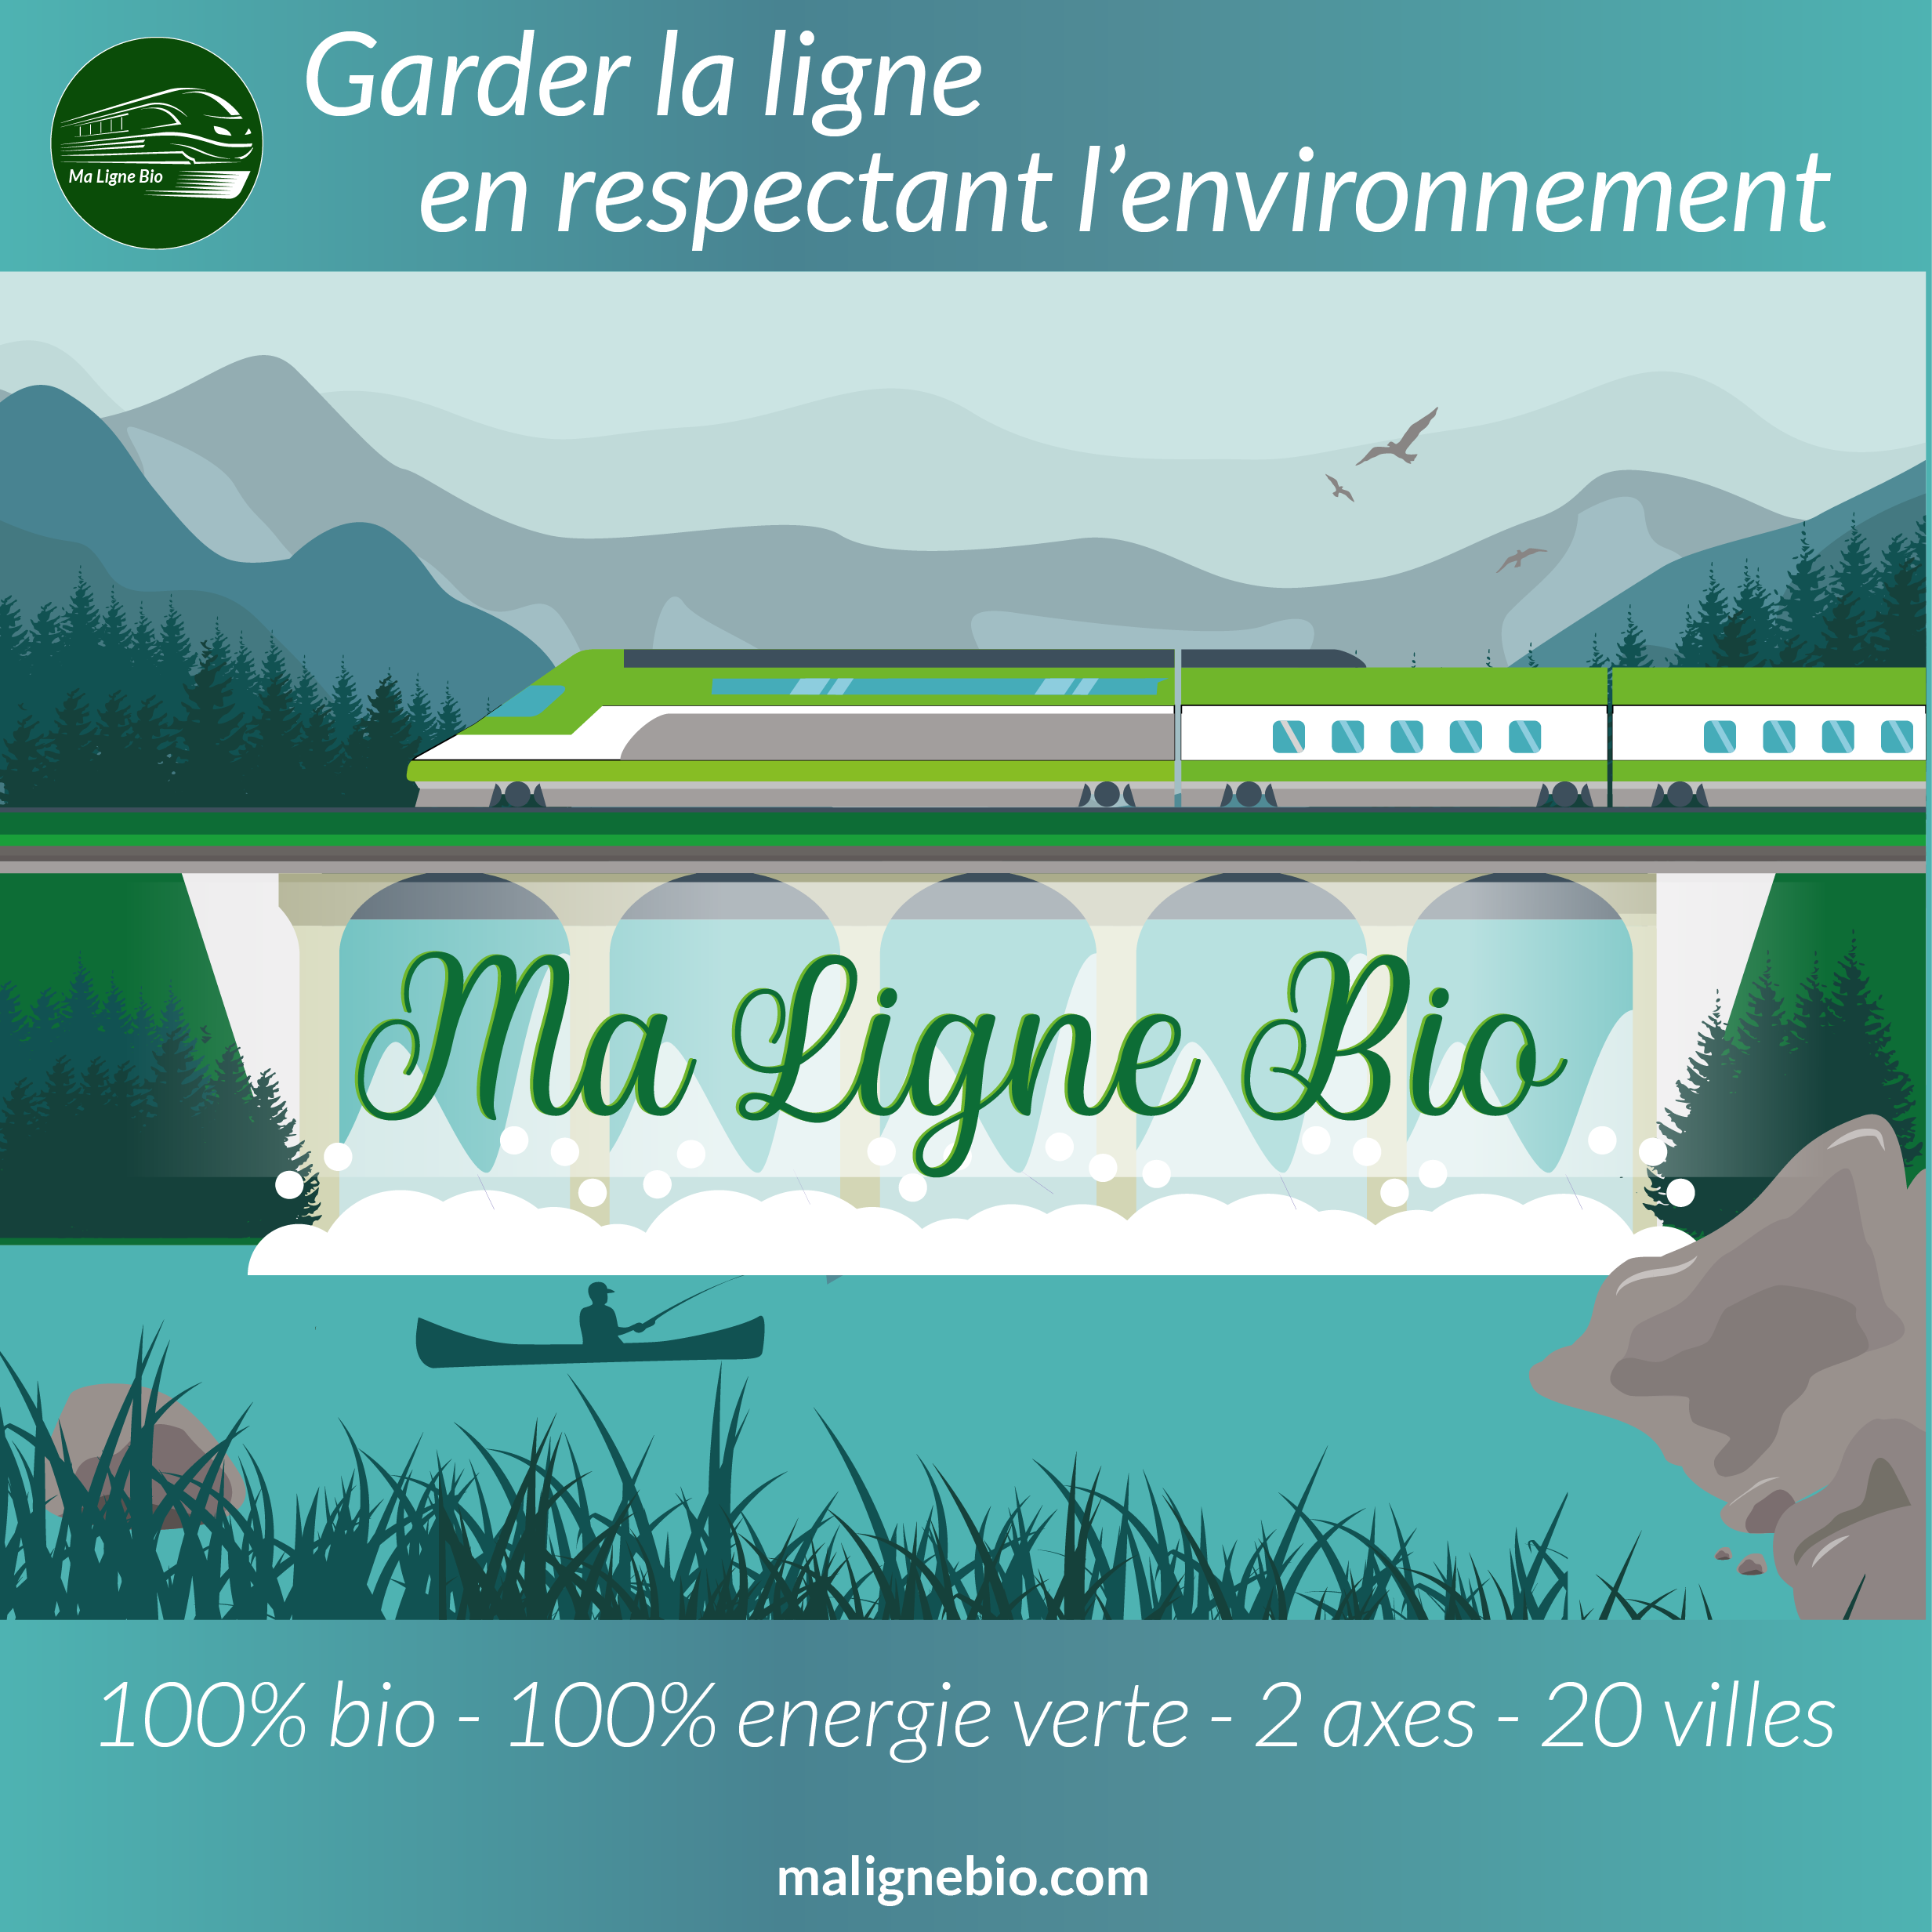 Garder la ligne
en respectant l’environnement
Ma Ligne Bio
Ma Ligne Bio
100% bio - 100% energie verte - 2 axes - 20 villes
malignebio.com